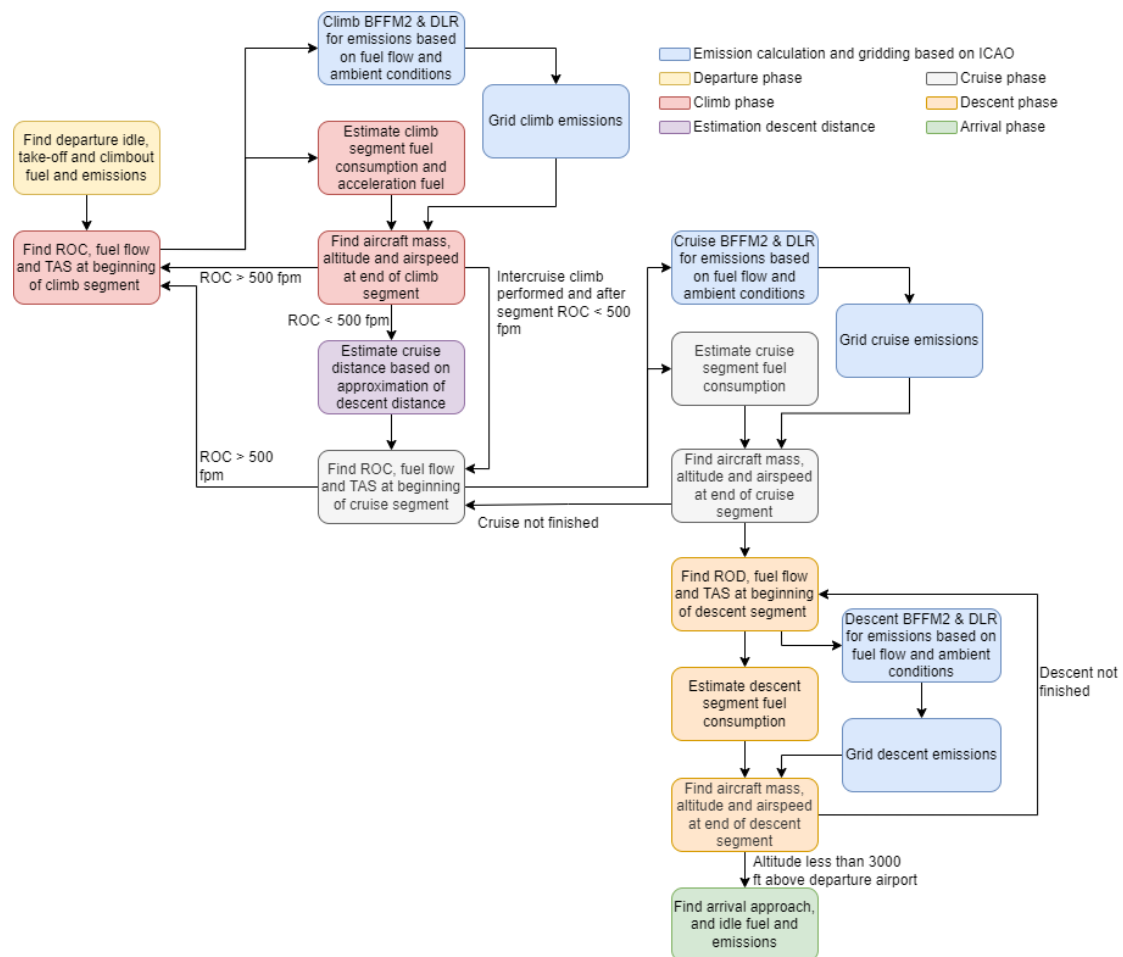 Climb BFFM2 & DLR
for emissions based
on fuel flow and
ambient conditions
Emission calculation and gridding based on ICAO
Departure phase
Cruise phase
Climb phase
Descent phase
Estimation descent distance
Arrival phase
Grid climb emissions
Find departure idle,
take-off and climbout
fuel and emissions
Estimate climb
segment fuel
consumption and
acceleration fuel
Find ROC, fuel flow
and TAS at beginning
of climb segment
ROC > 500 fpm
Find aircraft mass,
altitude and airspeed
at end of climb
segment
Intercruise climb
performed and after
segment ROC < 500
fpm
Cruise BFFM2 & DLR
for emissions based
on fuel flow and
ambient conditions
ROC < 500 fpm
Grid cruise emissions
Estimate cruise
distance based on
approximation of
descent distance
Estimate cruise
segment fuel
consumption
ROC > 500
fpm
Find ROC, fuel flow
and TAS at beginning
of cruise segment
Find aircraft mass,
altitude and airspeed
at end of cruise
segment
Cruise not finished
Find ROD, fuel flow
and TAS at beginning
of descent segment
Descent BFFM2 & DLR
for emissions based on
fuel flow and ambient
conditions
Descent not
finished
Estimate descent
segment fuel
consumption
Grid descent emissions
Find aircraft mass,
altitude and airspeed
at end of descent
segment
Altitude less than 3000
ft above departure airport
Find arrival approach,
and idle fuel and
emissions